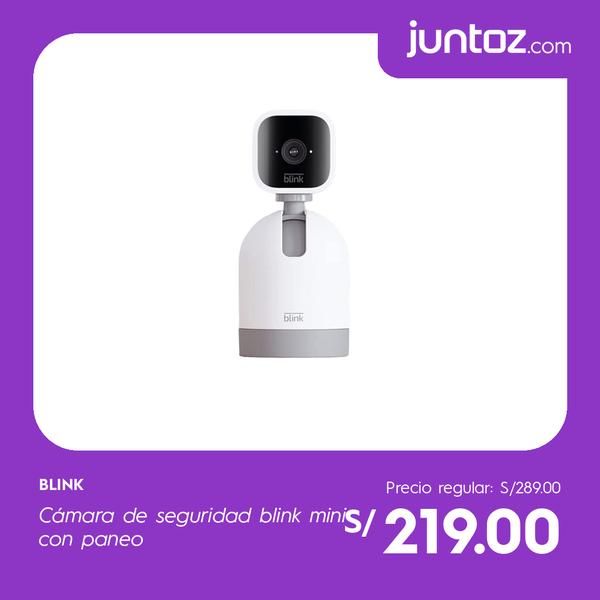 juntoz.com
blink
blink
BLINK
Cámara de seguridad blink mini
con paneo
Precio regular: S/289.00
S/ 219.00